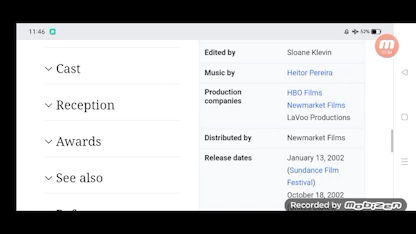 11:46
52%
Cast
Reception
Awards
See also
Edited by
Sloane Klevin
Music by
Heitor Pereira
Production companies
HBO Films
Newmarket Films
LaVoo Productions
Distributed by
Newmarket Films
Release dates
January 13, 2002
(Sundance Film
Festival)
October 18, 2002
Recorded by Mobizen